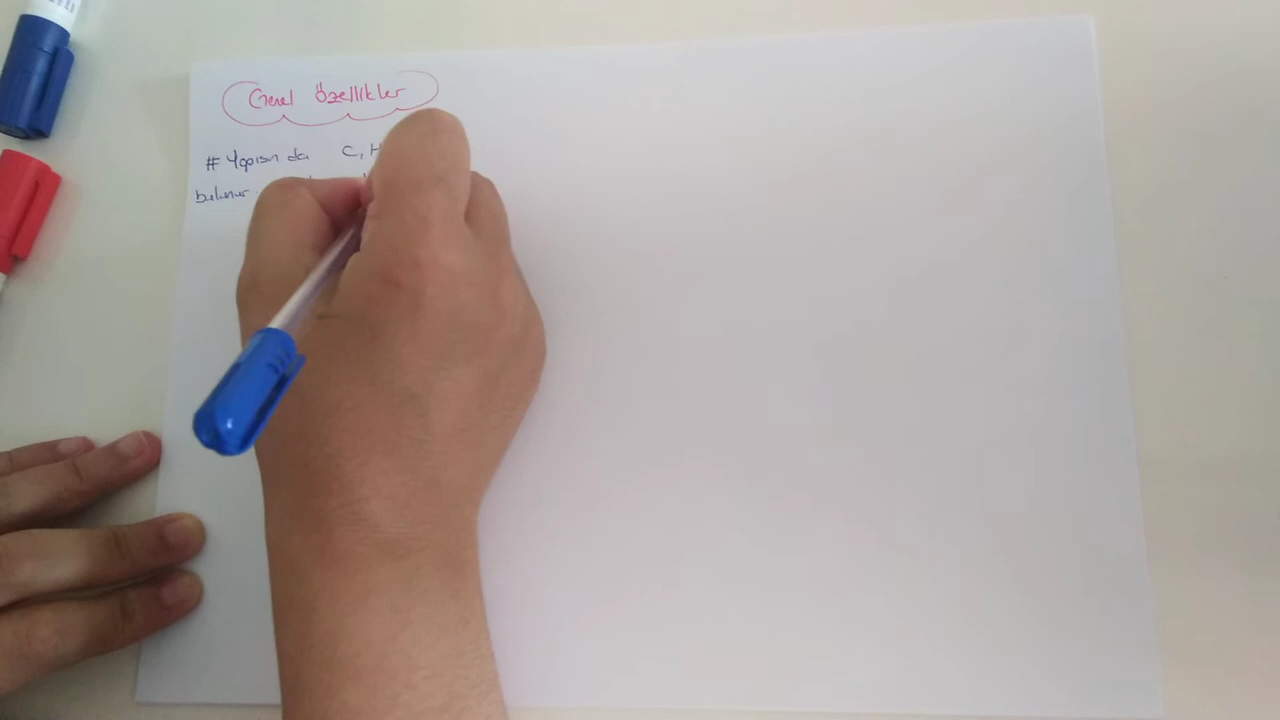 Genel Özellikler
# Yapısında C, H
bulunur.